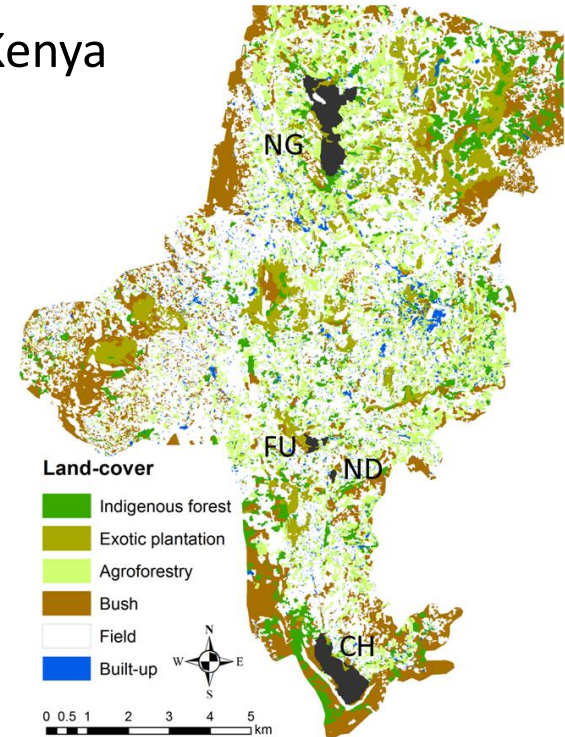 Kenya
NG
FU
ND
CH
Land-cover
Indigenous forest
Exotic plantation
Agroforestry
Bush
Field
Built-up
N
W E
S
0 0.5 1 2 3 4 5
km